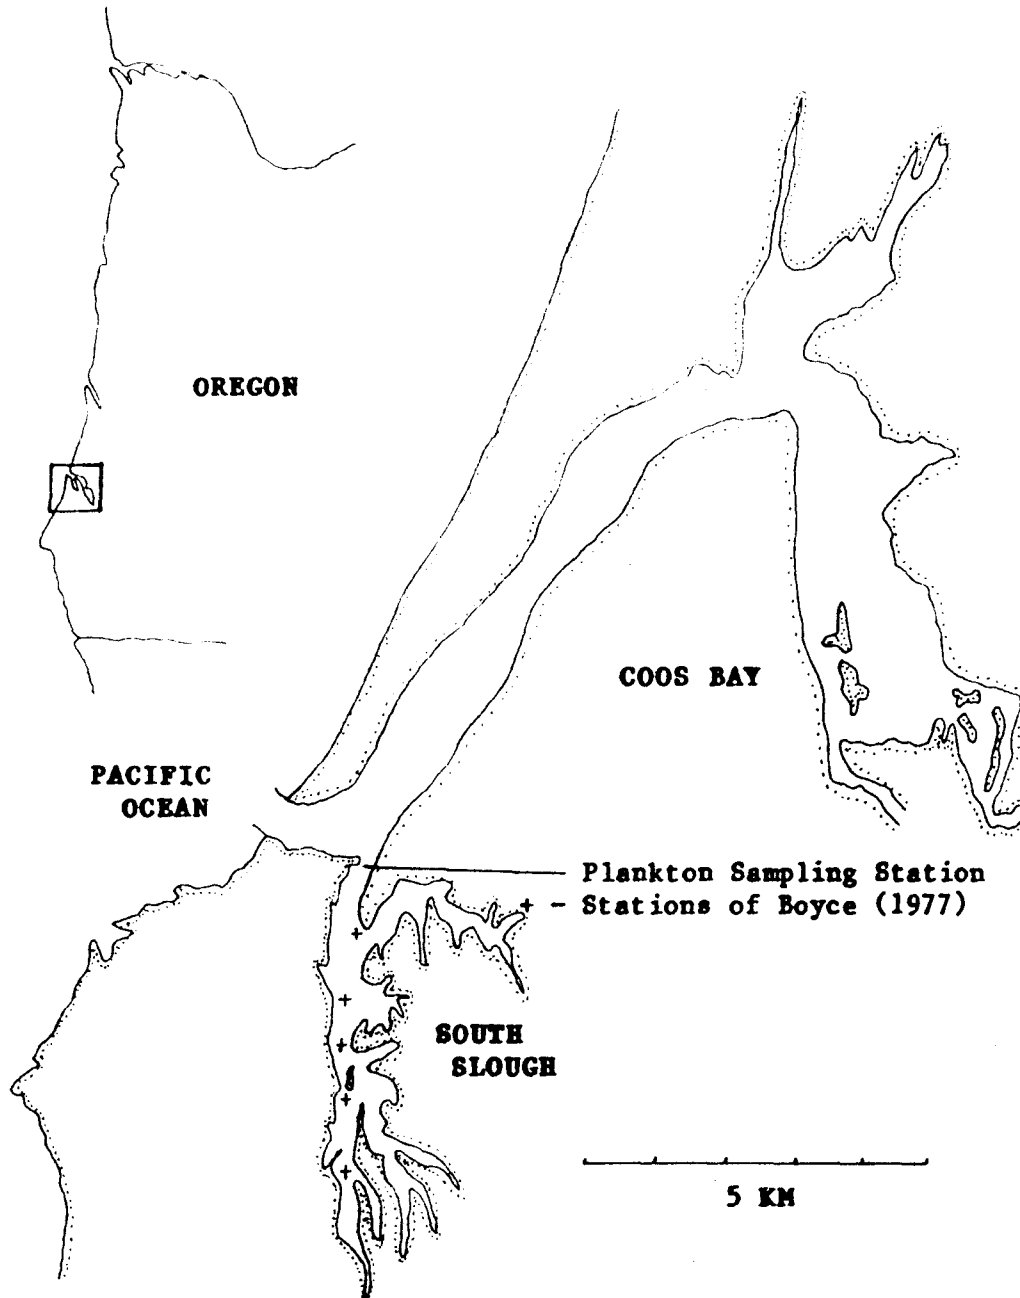 OREGON
COOS BAY
PACIFIC
OCEAN
Plankton Sampling Station
+ - Stations of Boyce (1977)
SOUTH
SLOUGH
5 KM